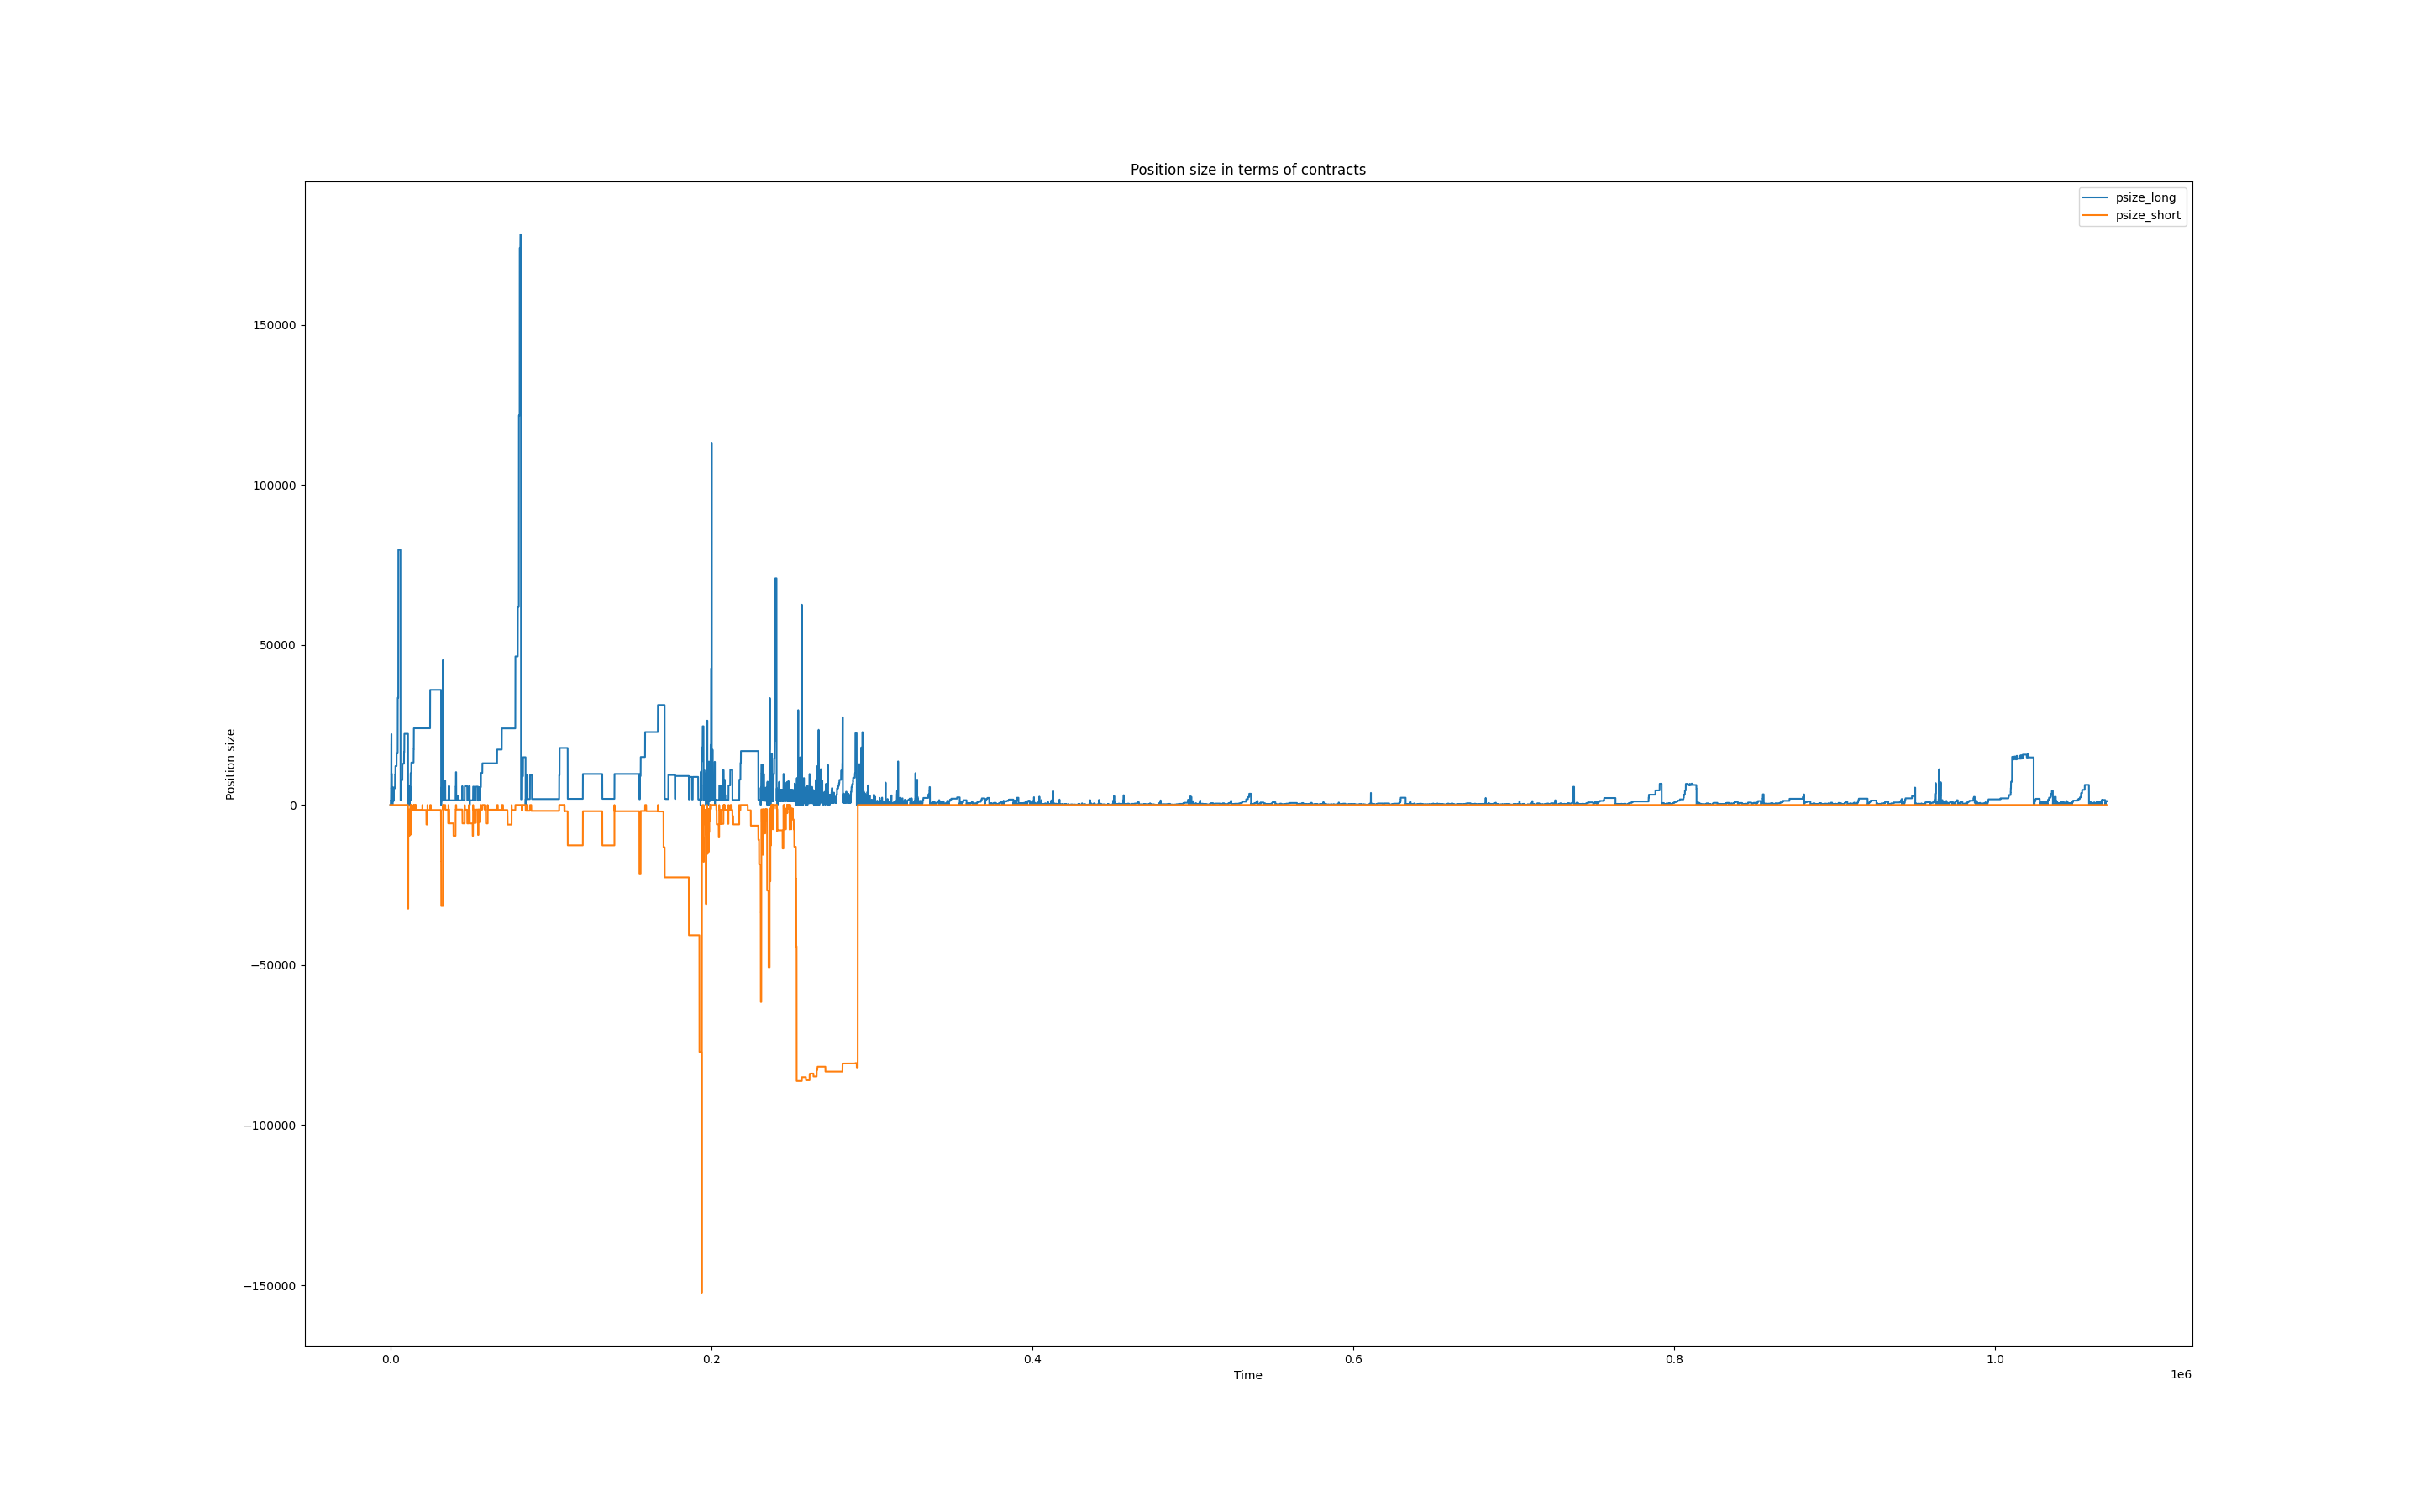 Position size in terms of contracts
psize_long
psize_short
Position size
150000
100000
50000
0
−50000
−100000
−150000
0.0
0.2
0.4
0.6
0.8
1.0
1e6
Time